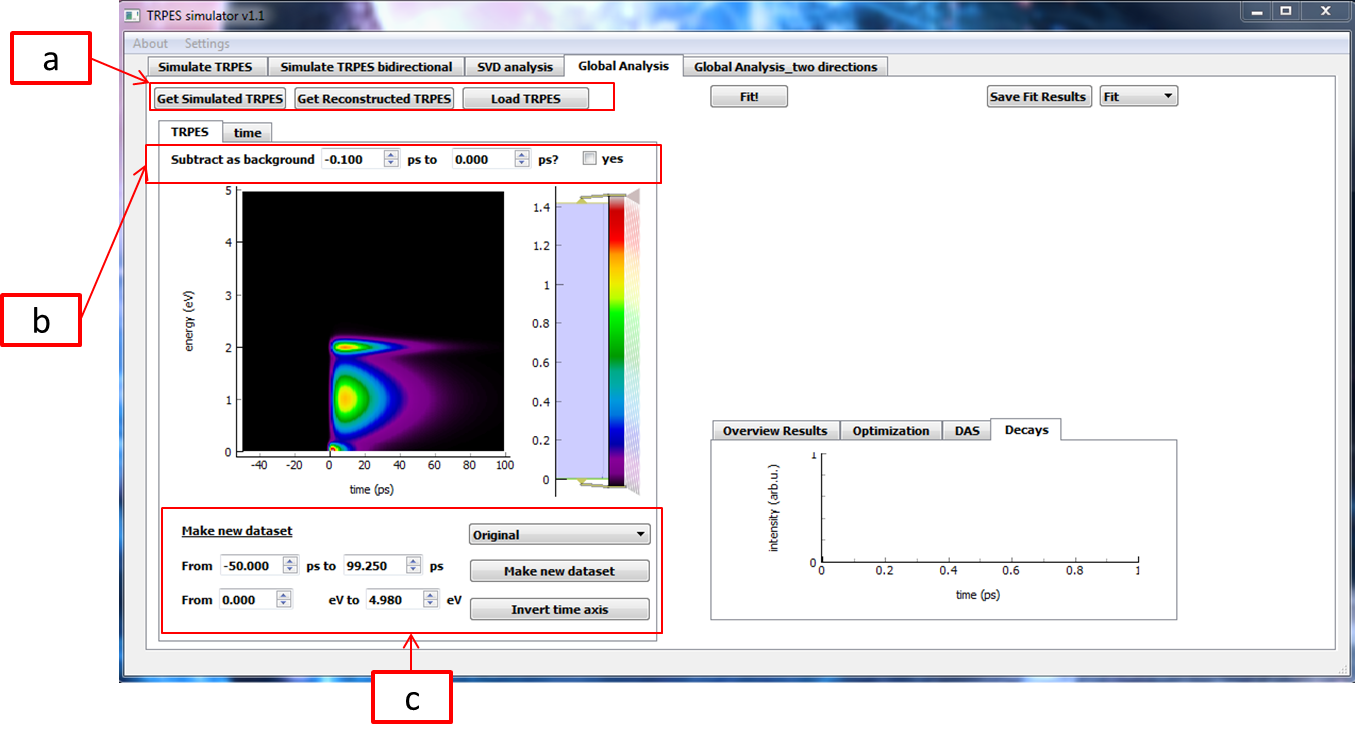 TRPES simulator v1.1
About Settings
a
Simulate TRPES Simulate TRPES bidirectional SVD analysis Global Analysis Global Analysis_two directions
Get Simulated TRPES Get Reconstructed TRPES Load TRPES Fit! Save Fit Results Fit
TRPES time
Subtract as background -0.100 ps to 0.000 ps? yes
b
5
4
3
2
1
0
energy (eV)
-40 -20 0 20 40 60 80 100
time (ps)
1.4
1.2
1
0.8
0.6
0.4
0.2
0
Overview Results Optimization DAS Decays
1
0
intensity (arb.u.)
0 0.2 0.4 0.6 0.8 1
time (ps)
Make new dataset Original
From -50.000 ps to 99.250 ps Make new dataset
From 0.000 eV to 4.980 eV Invert time axis
c